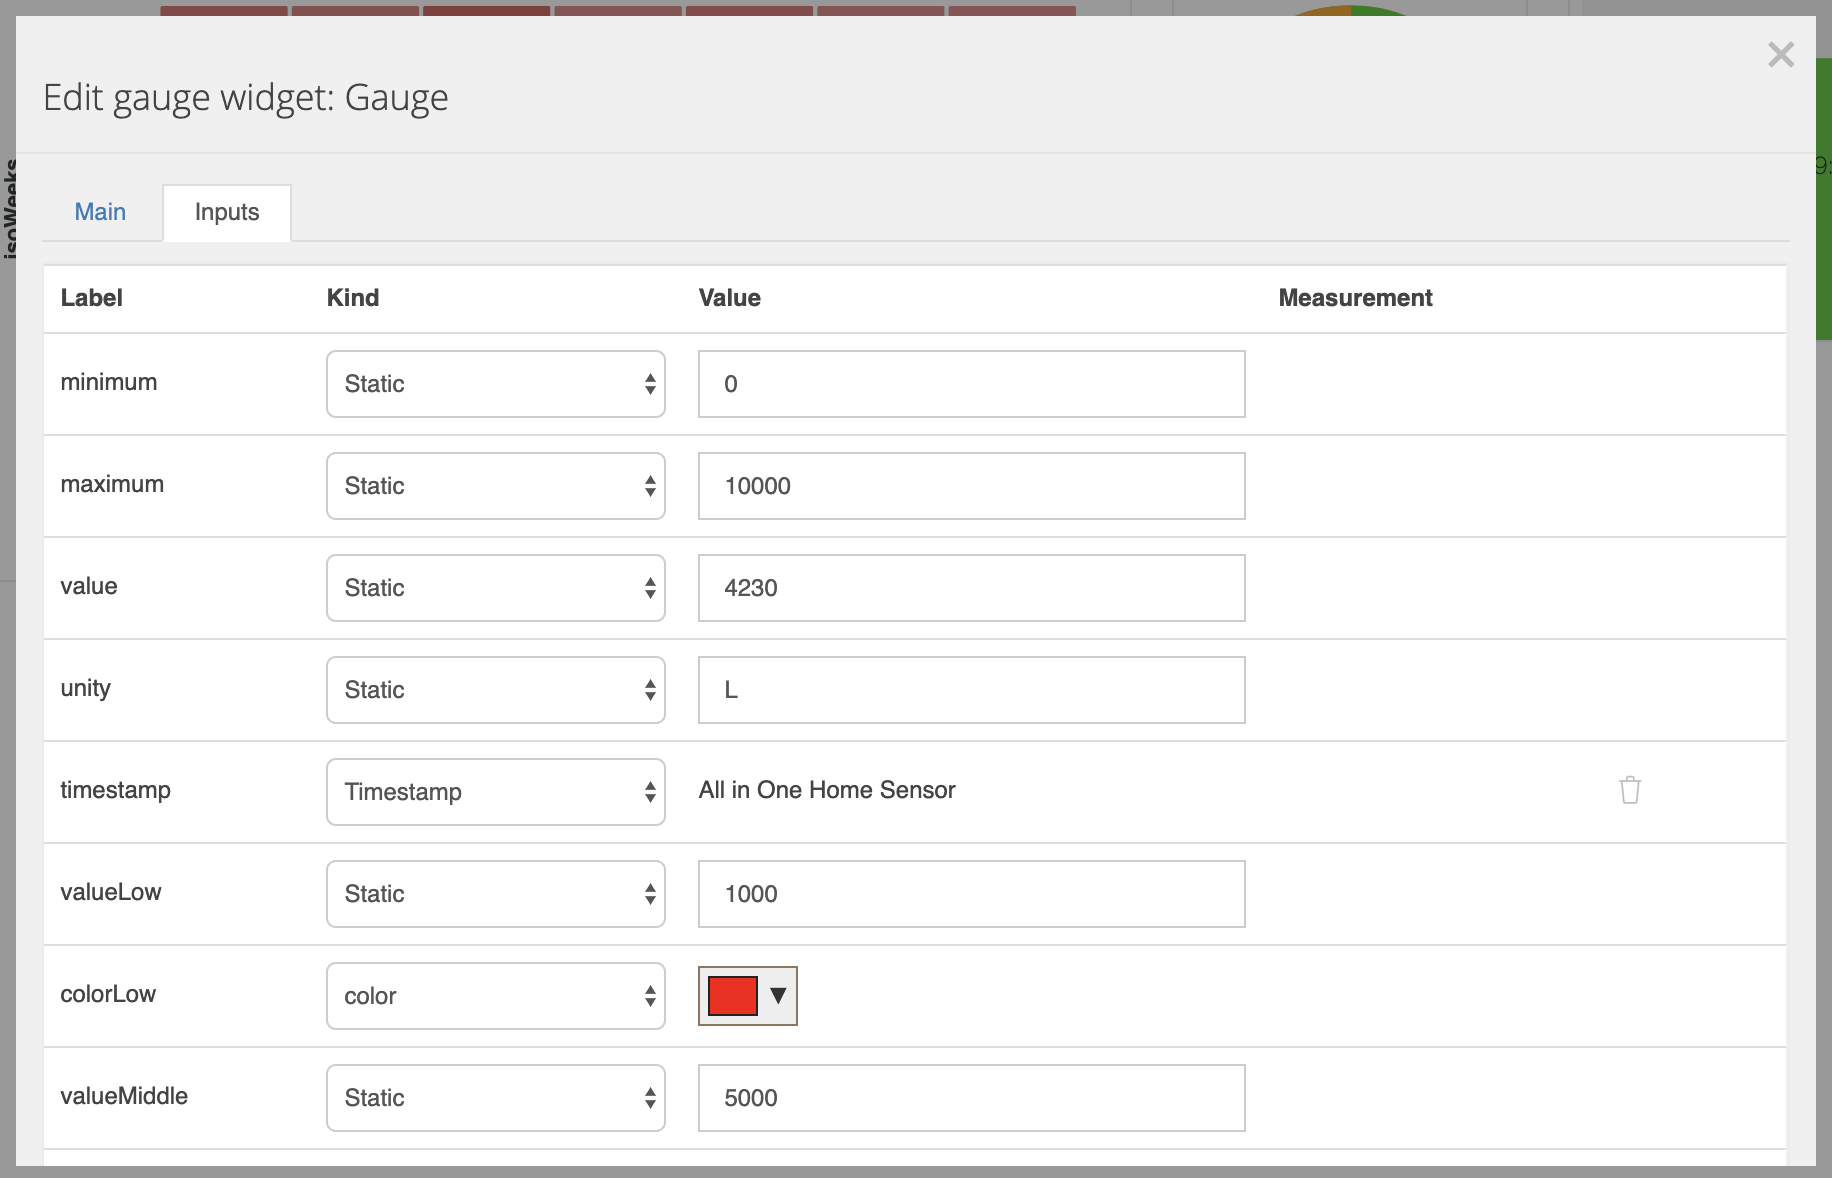 Edit gauge widget: Gauge
isoWeeks
9:
Main Inputs
Label Kind Value Measurement
minimum Static 0
maximum Static 10000
value Static 4230
unity Static L
timestamp Timestamp All in One Home Sensor
valueLow Static 1000
colorLow color
valueMiddle Static 5000